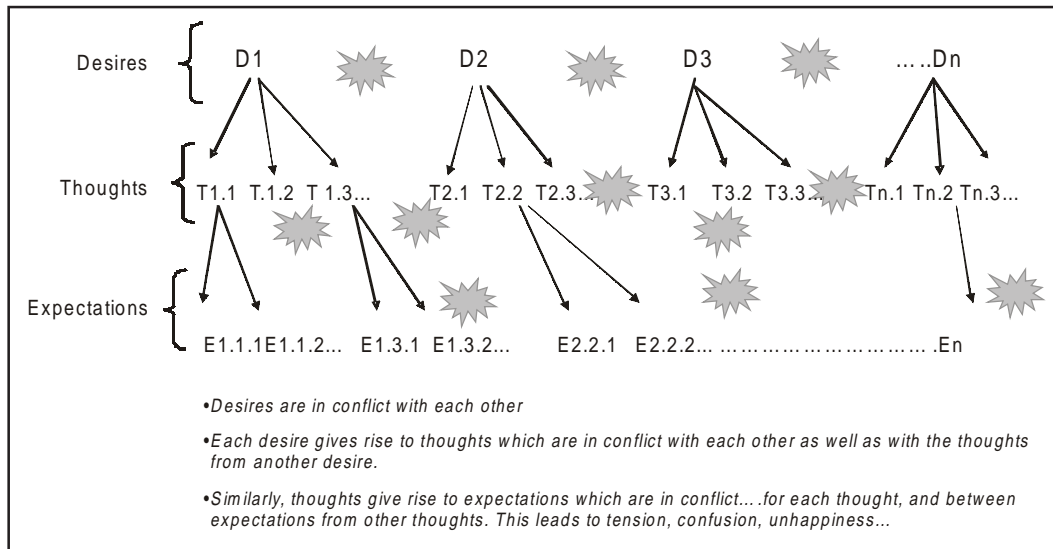 Desires D1 D2 D3 ... ..Dn
Thoughts T1.1 T.1.2 T 1.3... T2.1 T2.2 T2.3... T3.1 T3.2 T3.3... Tn.1 Tn.2 Tn.3...
Expectations
E1.1.1 E1.1.2... E1.3.1 E1.3.2... E2.2.1 E2.2.2... ... ... ... ... ... ... ... ... .En
•Desires are in conflict with each other
•Each desire gives rise to thoughts which are in conflict with each other as well as with the thoughts
from another desire.
•Similarly, thoughts give rise to expectations which are in conflict... .for each thought, and between
expectations from other thoughts. This leads to tension, confusion, unhappiness...